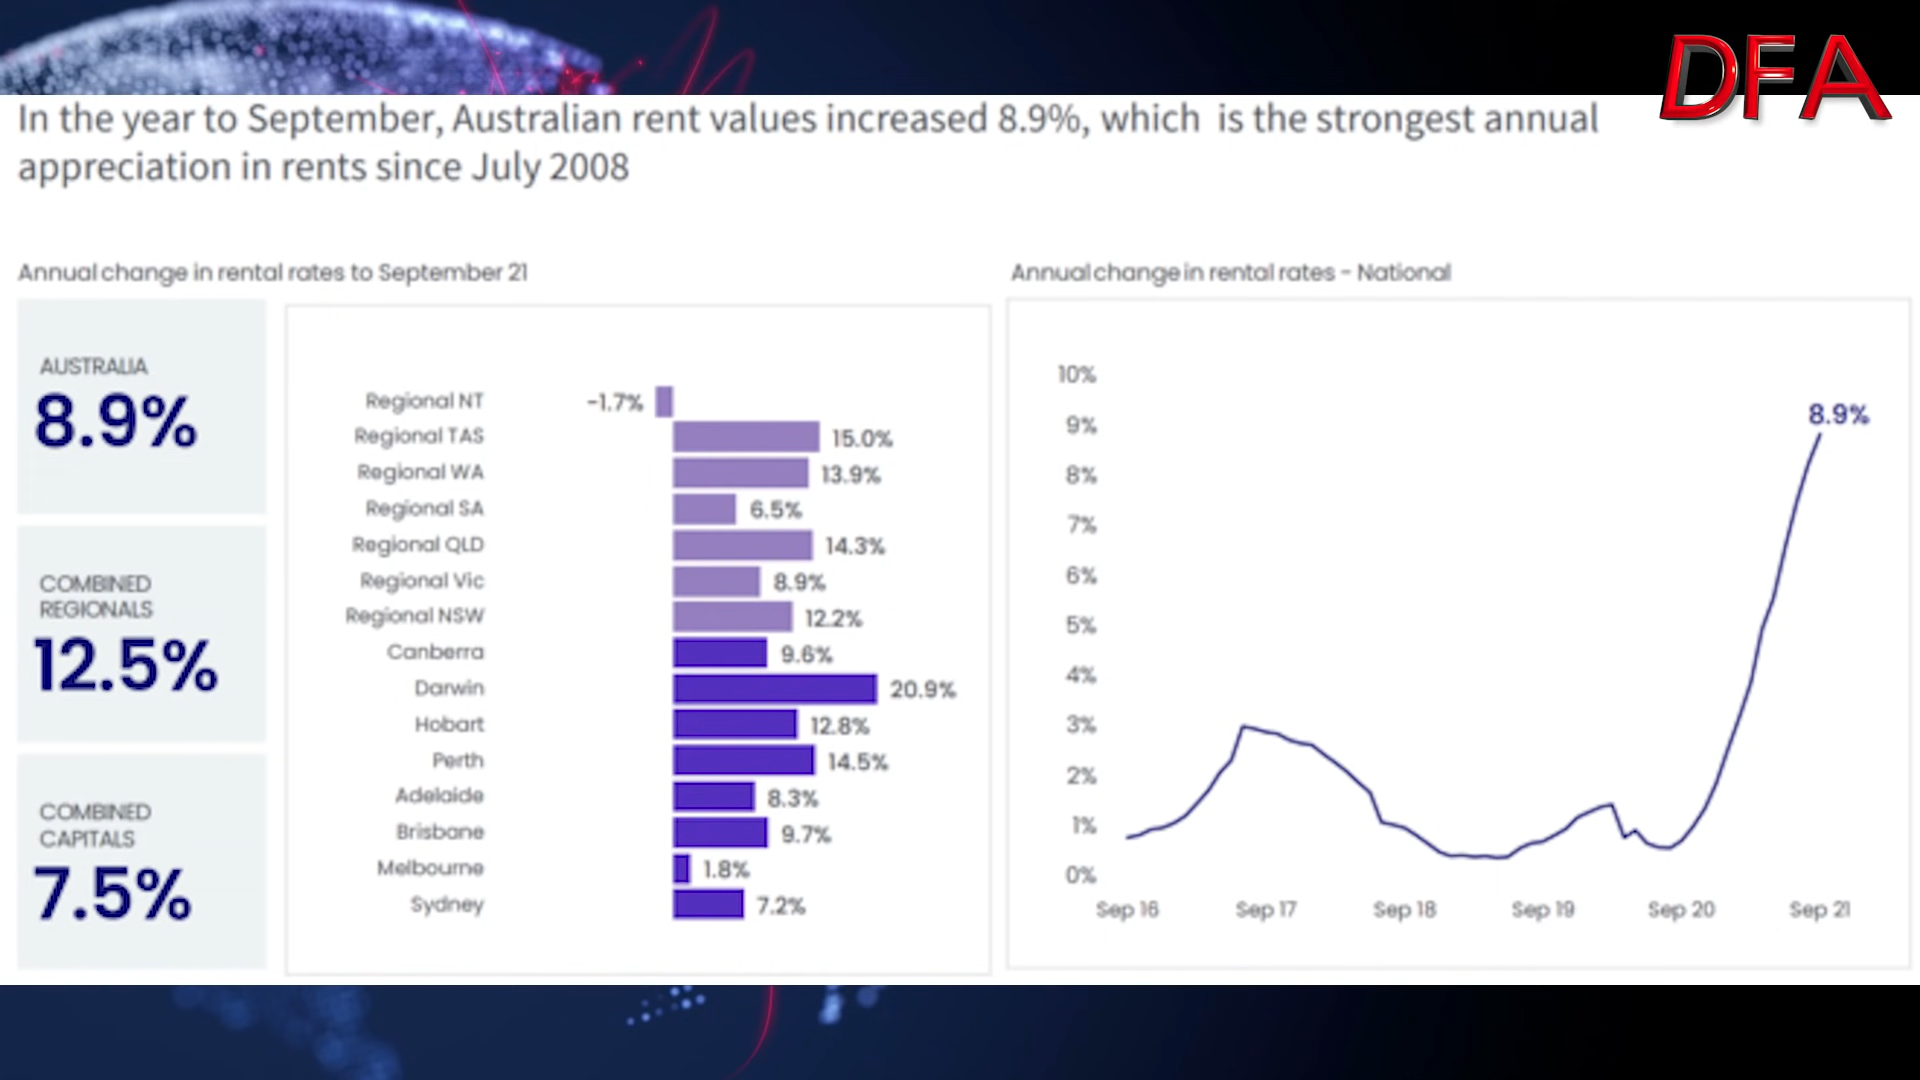 DFA
In the year to September, Australian rent values increased 8.9%, which is the strongest annual
appreciation in rents since July 2008
Annual change in rental rates to September 21
AUSTRALIA
8.9%
COMBINED
REGIONALS
12.5%
COMBINED
CAPITALS
7.5%
Regional NT -1.7%
Regional TAS 15.0%
Regional WA 13.9%
Regional SA 6.5%
Regional QLD 14.3%
Regional Vic 8.9%
Regional NSW 12.2%
Canberra 9.6%
Darwin 20.9%
Hobart 12.8%
Perth 14.5%
Adelaide 8.3%
Brisbane 9.7%
Melbourne 1.8%
Sydney 7.2%
Annual change in rental rates - National
10%
9%
8%
7%
6%
5%
4%
3%
2%
1%
0%
8.9%
Sep 16 Sep 17 Sep 18 Sep 19 Sep 20 Sep 21